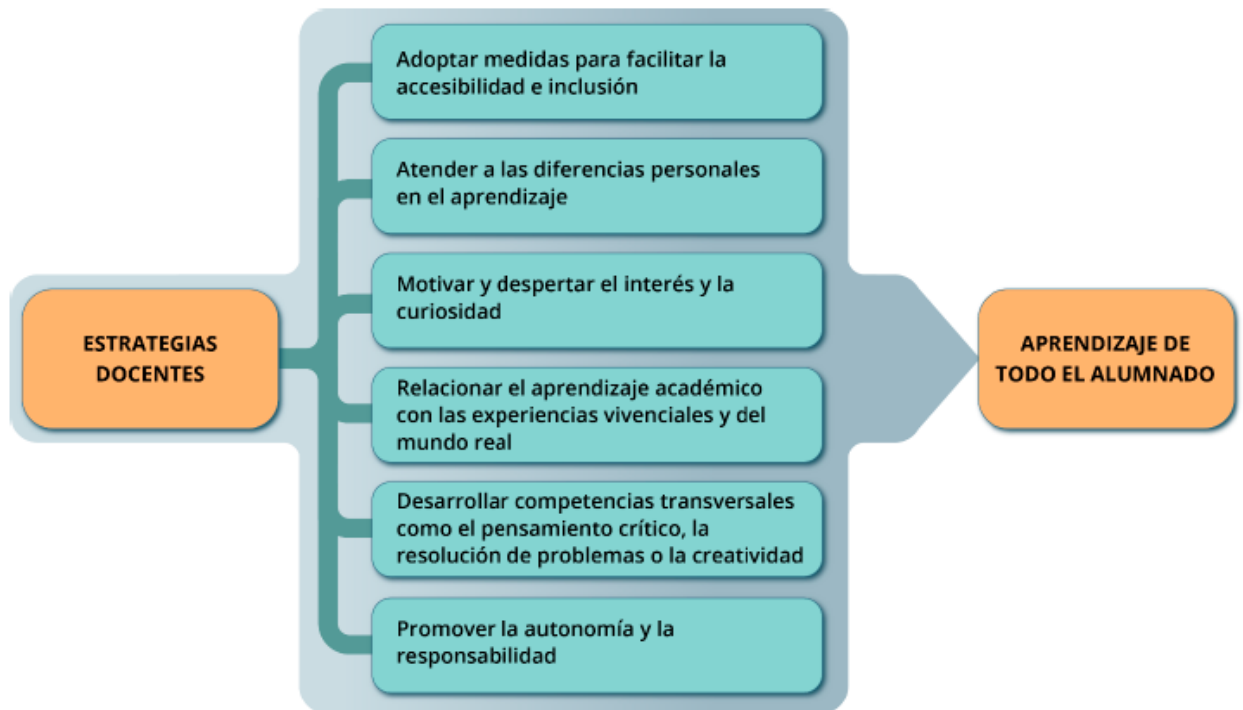 Adoptar medidas para facilitar la
accesibilidad e inclusión
Atender a las diferencias personales
en el aprendizaje
Motivar y despertar el interés y la
curiosidad
ESTRATEGIAS
DOCENTES
APRENDIZAJE DE
TODO EL ALUMNADO
Relacionar el aprendizaje académico
con las experiencias vivenciales y del
mundo real
Desarrollar competencias transversales
como el pensamiento crítico, la
resolución de problemas o la creatividad
Promover la autonomía y la
responsabilidad